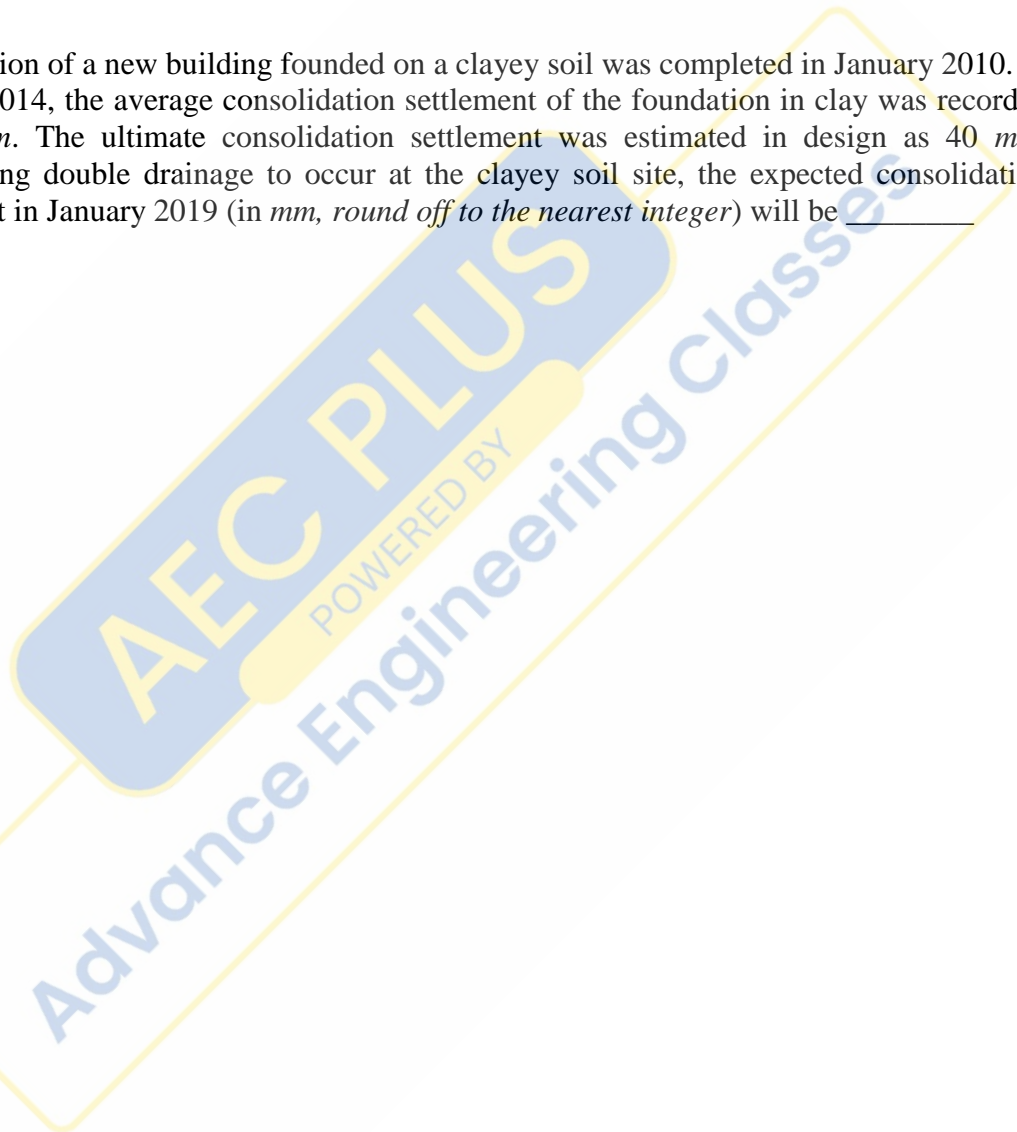 ion of a new building founded on a clayey soil was completed in January 2010.
014, the average consolidation settlement of the foundation in clay was record
m. The ultimate consolidation settlement was estimated in design as 40 m
ng double drainage to occur at the clayey soil site, the expected consolidati
t in January 2019 (in mm, round off to the nearest integer) will be ________
AEC PLUS
POWERED BY
Advance Engineering Classes